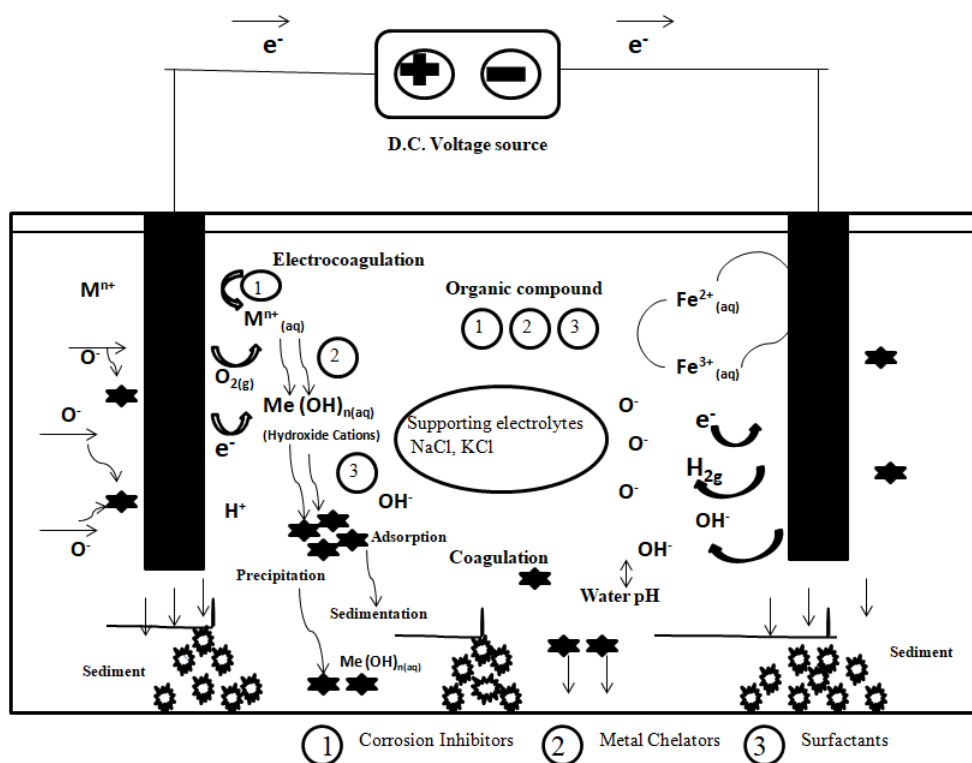 e⁻
e⁻
D.C. Voltage source
Electrocoagulation
Mⁿ⁺
1
Mⁿ⁺(aq)
Organic compound
1 2 3
Fe²⁺(aq)
Fe³⁺(aq)
O⁻
O₂(g)
2
Me(OH)n(aq)
(Hydroxide Cations)
O⁻
e⁻
Supporting electrolytes
NaCl, KCl
O⁻
O⁻
O⁻
e⁻
H₂g
OH⁻
3
OH⁻
H⁺
O⁻
Adsorption
Coagulation
OH⁻
Precipitation
Water pH
Sedimentation
Sediment
Me(OH)n(aq)
Sediment
1 Corrosion Inhibitors 2 Metal Chelators 3 Surfactants